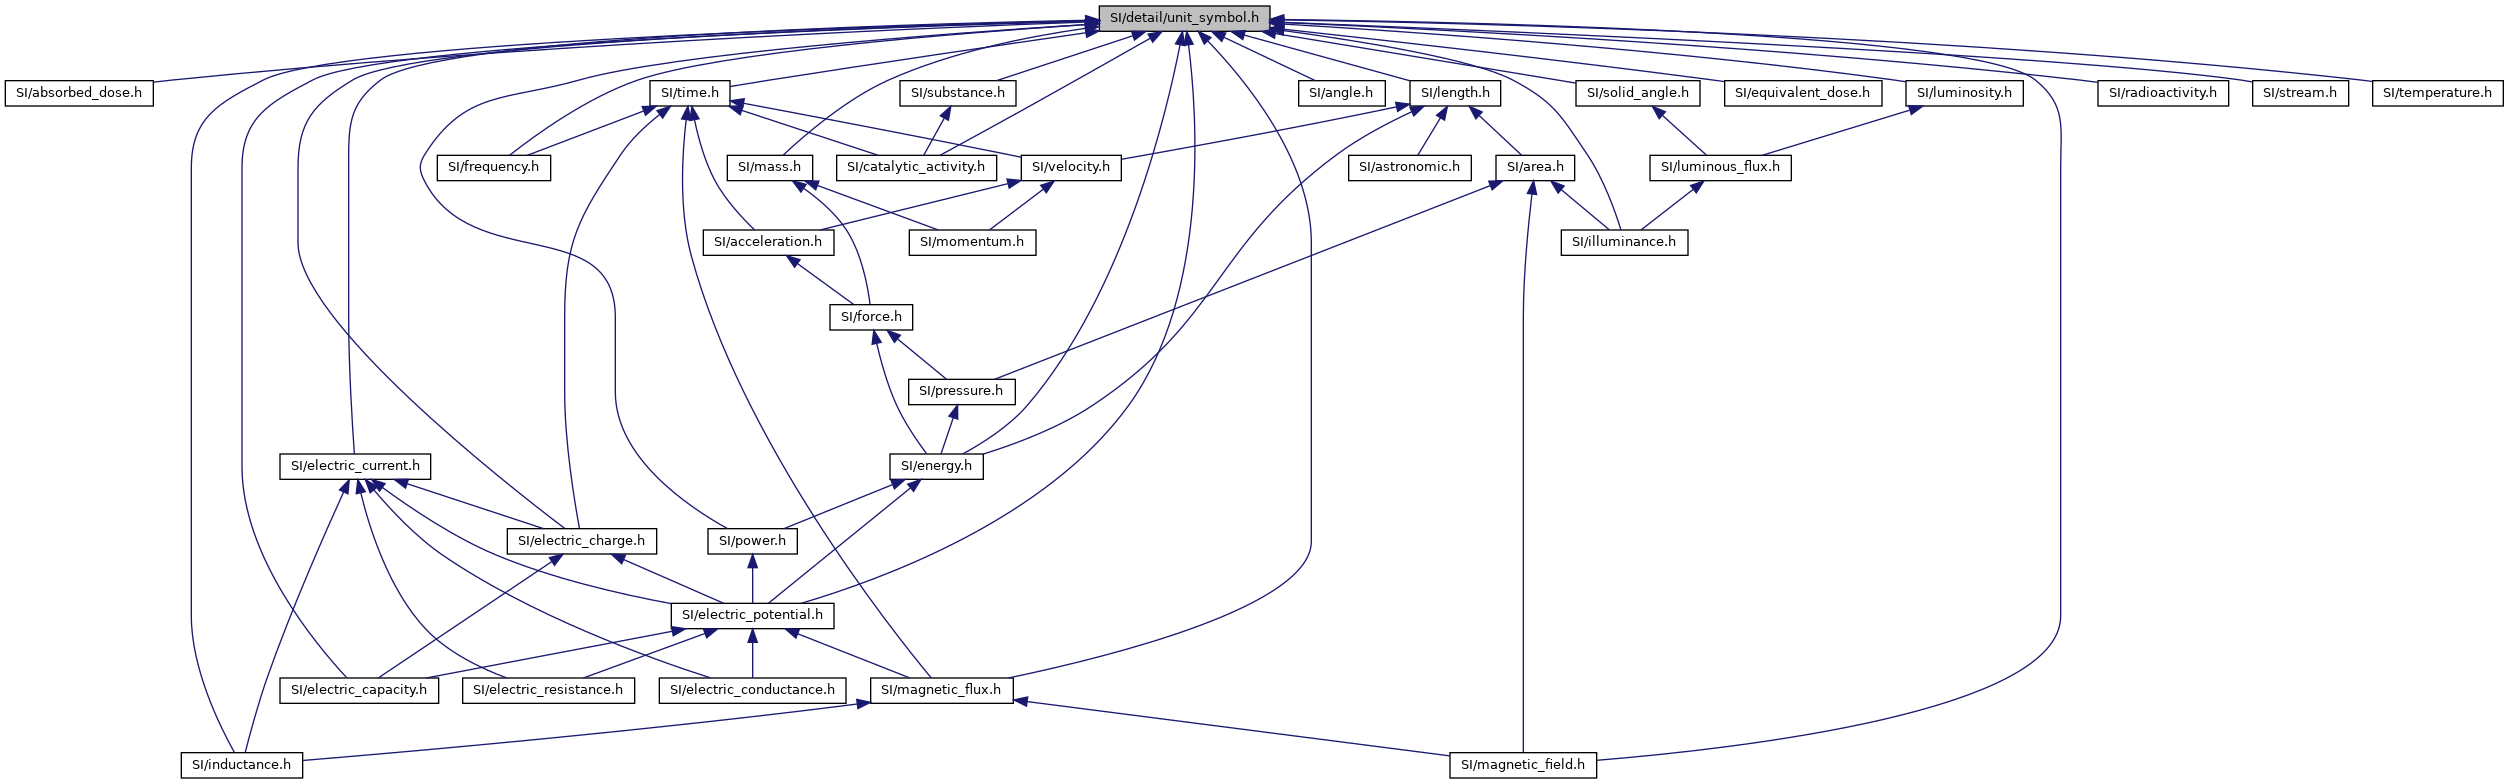 SI/detail/unit_symbol.h
SI/absorbed_dose.h
SI/time.h
SI/substance.h
SI/angle.h
SI/length.h
SI/solid_angle.h
SI/equivalent_dose.h
SI/luminosity.h
SI/radioactivity.h
SI/stream.h
SI/temperature.h
SI/frequency.h
SI/mass.h
SI/catalytic_activity.h
SI/velocity.h
SI/astronomic.h
SI/area.h
SI/luminous_flux.h
SI/acceleration.h
SI/momentum.h
SI/illuminance.h
SI/force.h
SI/pressure.h
SI/electric_current.h
SI/energy.h
SI/electric_charge.h
SI/power.h
SI/electric_potential.h
SI/electric_capacity.h
SI/electric_resistance.h
SI/electric_conductance.h
SI/magnetic_flux.h
SI/inductance.h
SI/magnetic_field.h